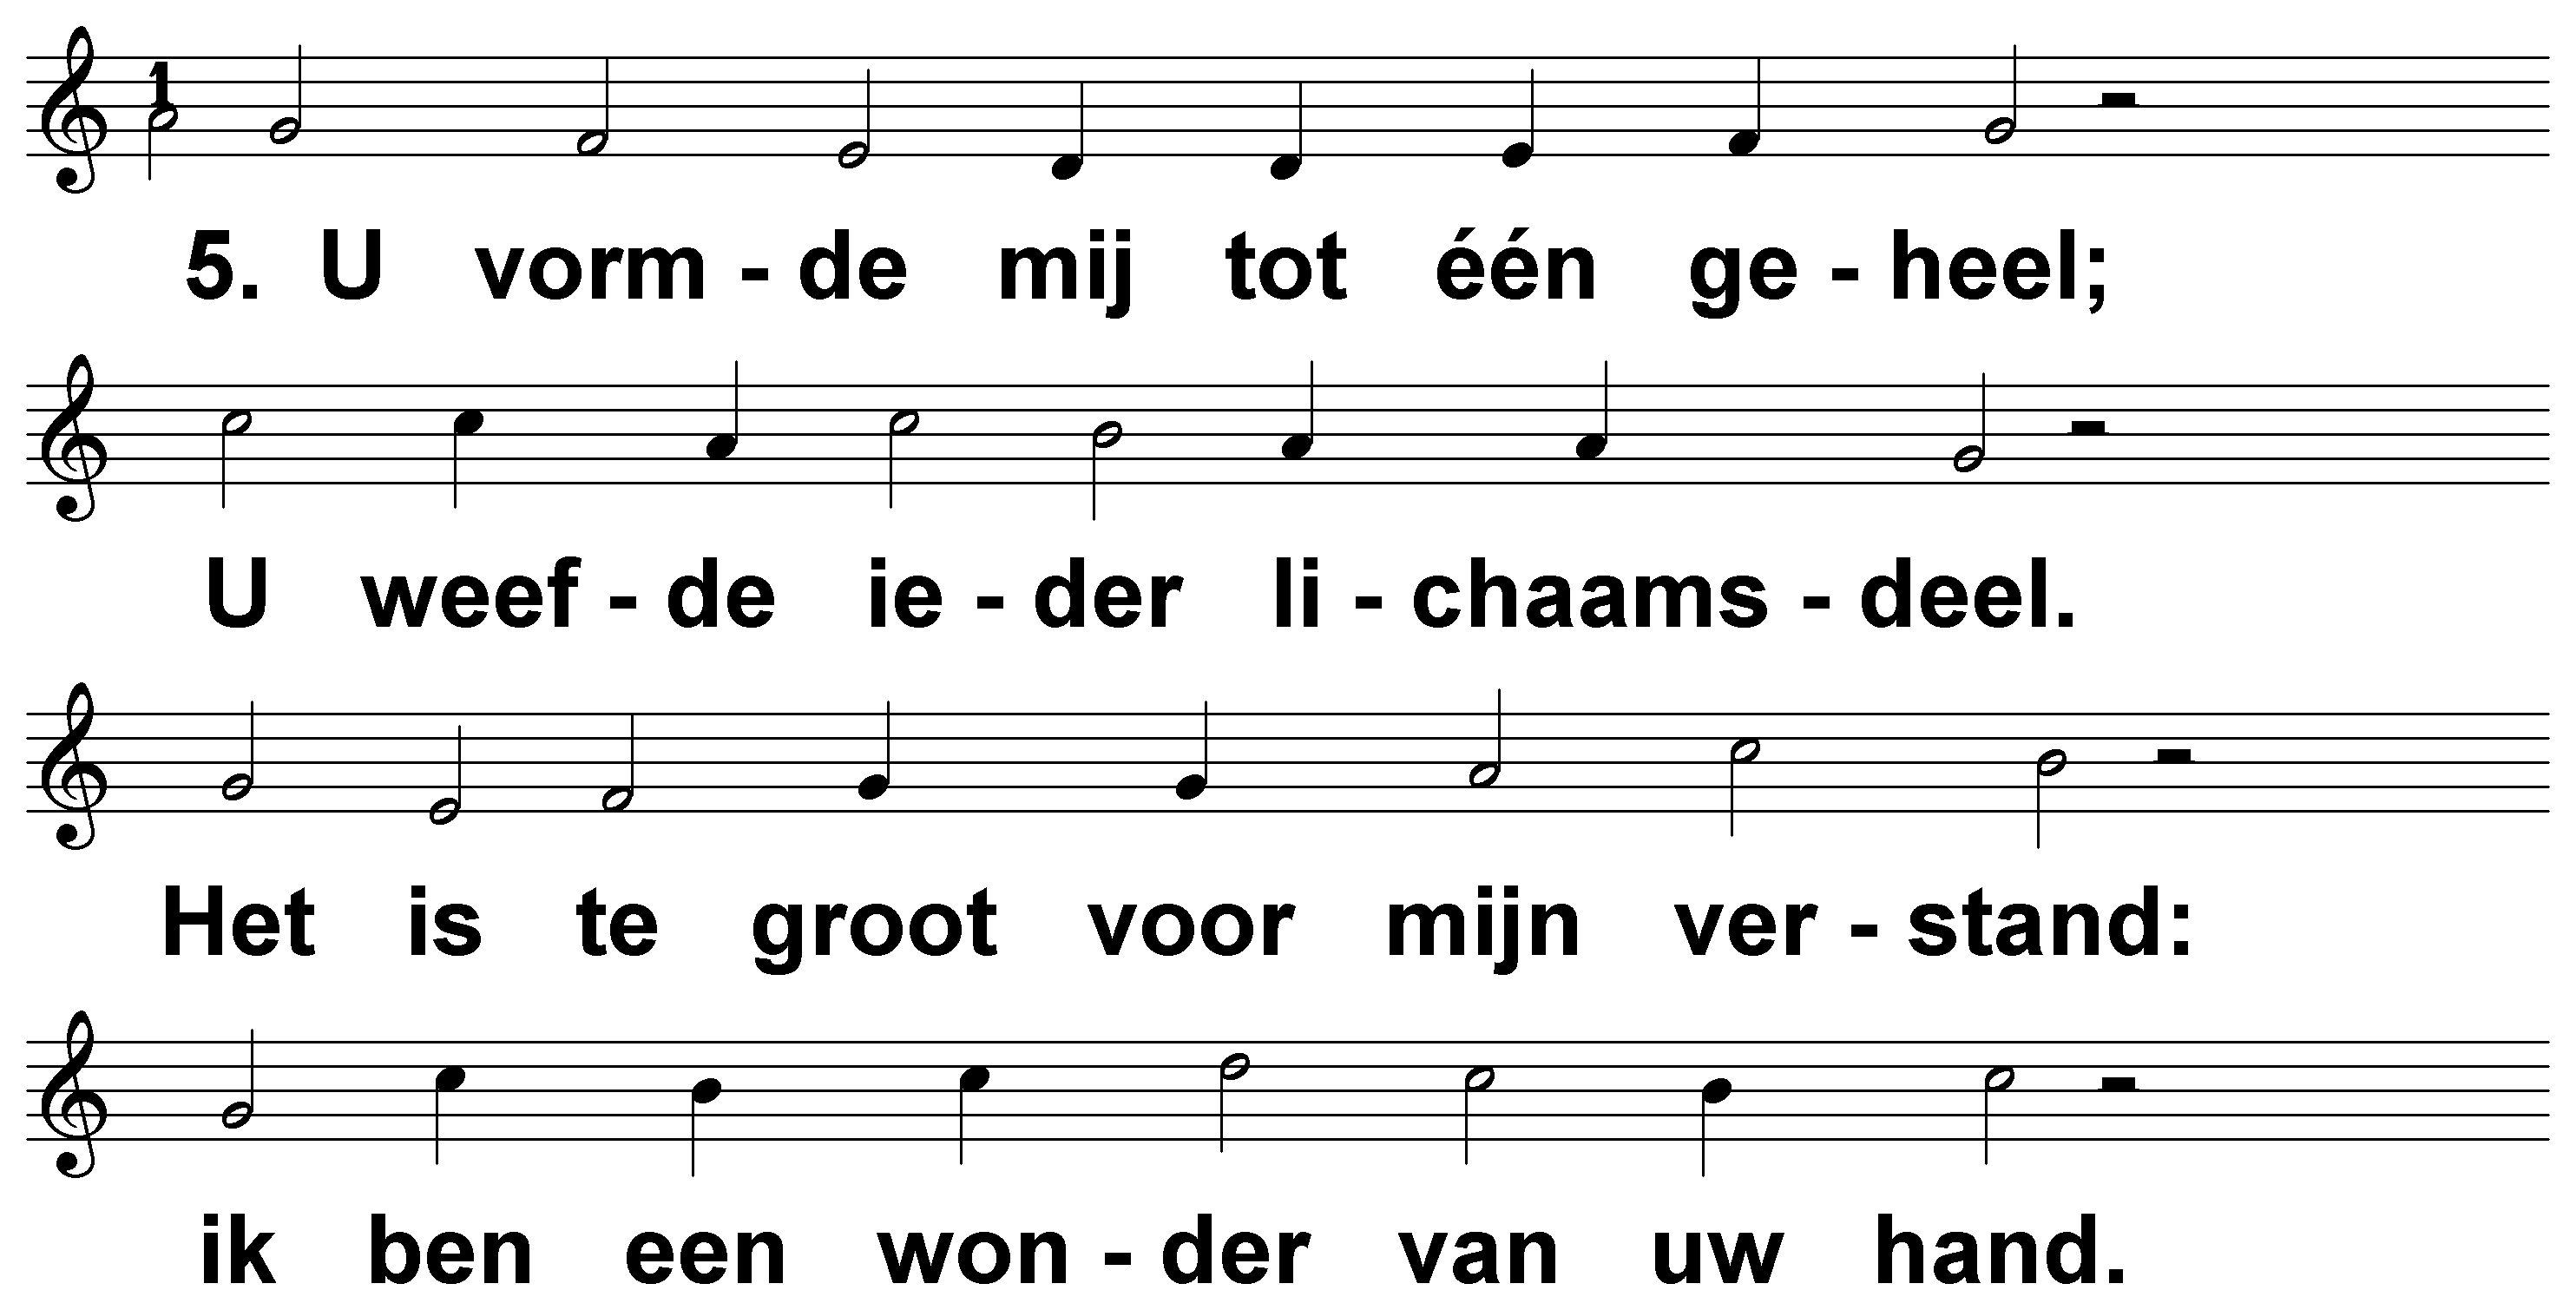 1
5. U vorm - de mij tot één ge - heel;
U weef - de ie - der li - chaams - deel.
Het is te groot voor mijn ver - stand:
ik ben een won - der van uw hand.